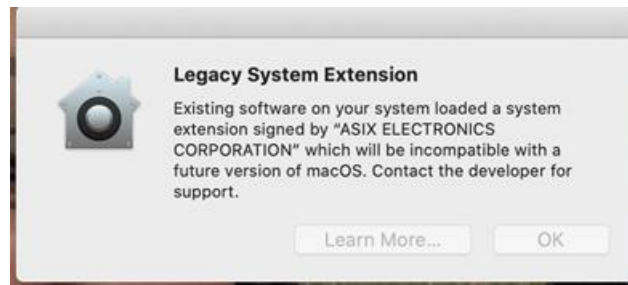 Legacy System Extension
Existing software on your system loaded a system
extension signed by “ASIX ELECTRONICS
CORPORATION” which will be incompatible with a
future version of macOS. Contact the developer for
support.
Learn More... OK